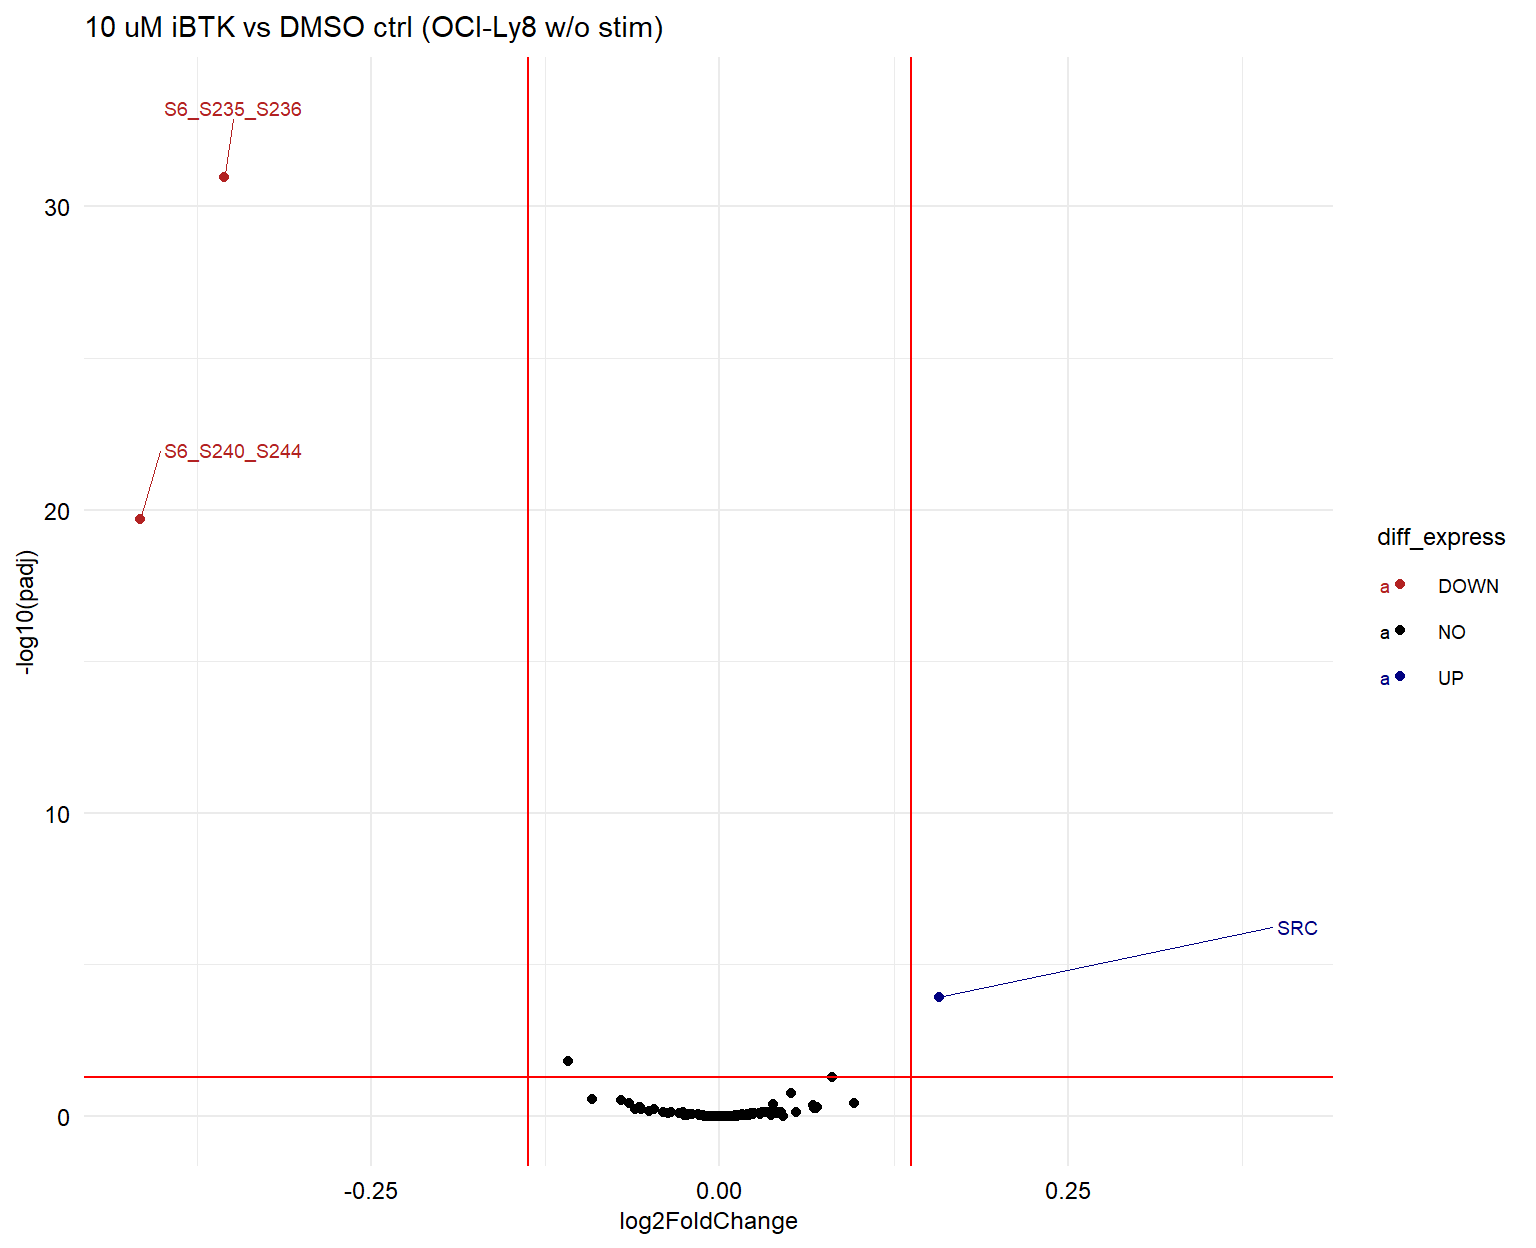 10 uM iBTK vs DMSO ctrl (OCI-Ly8 w/o stim)
S6_S235_S236
30
S6_S240_S244
20
-log10(padj)
10
SRC
0
-0.25
0.00
0.25
log2FoldChange
diff_express
a DOWN
a NO
a UP